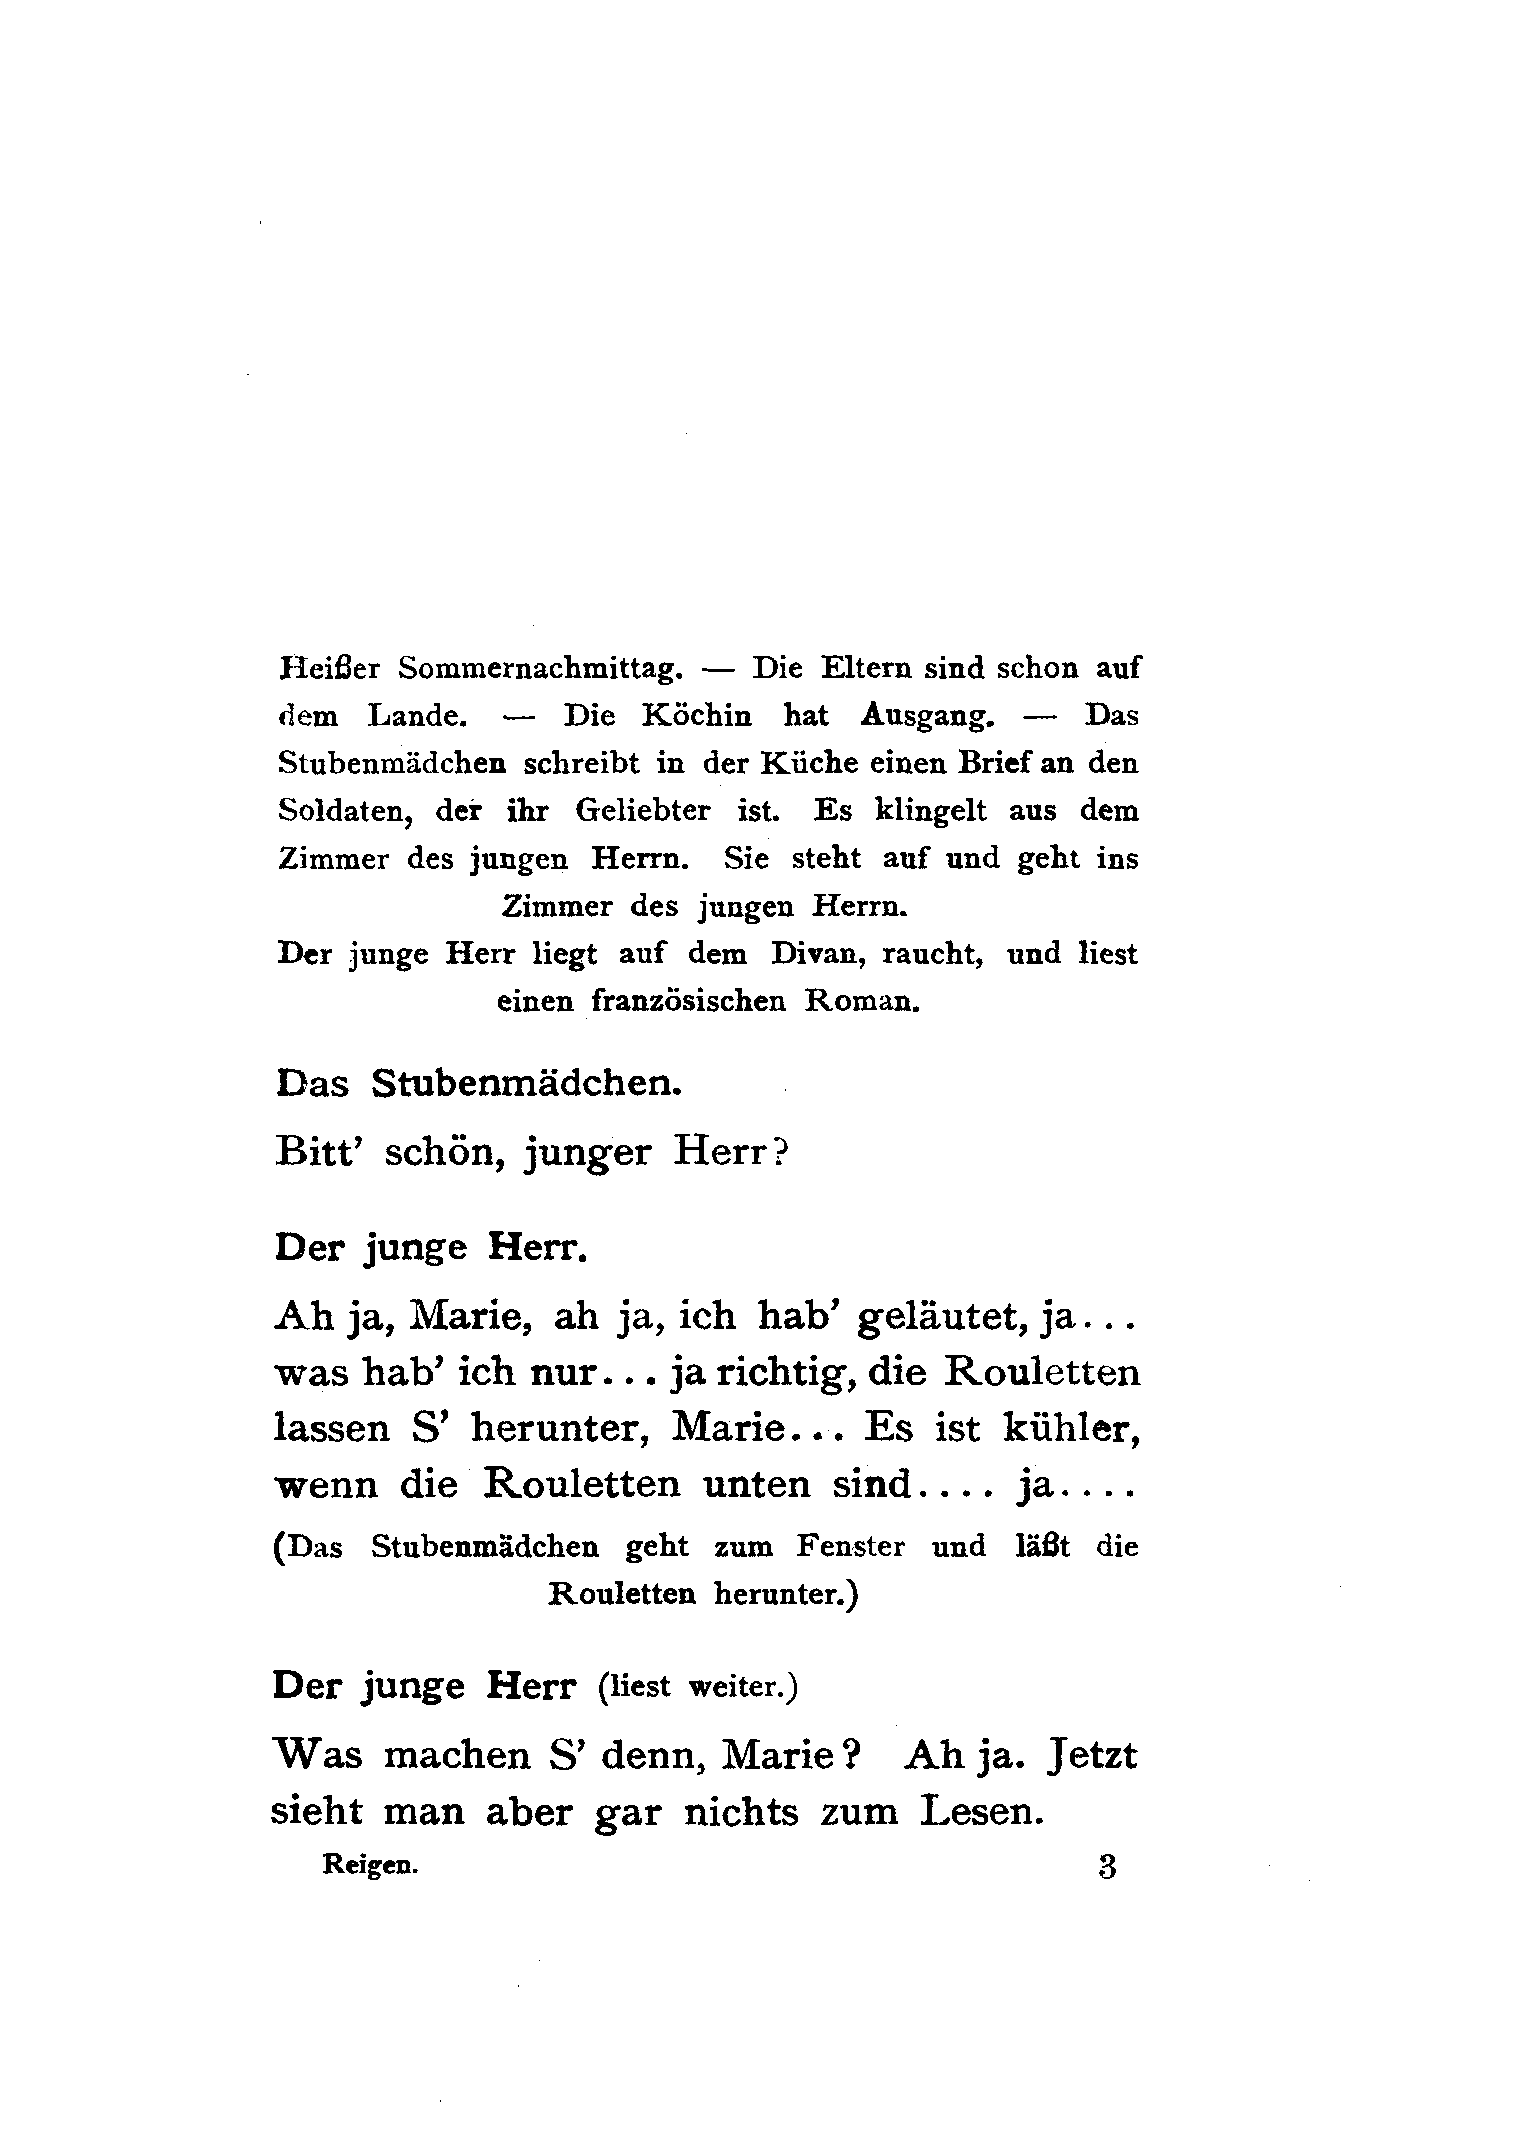 Heißer Sommernachmittag. — Die Eltern sind schon auf
dem Lande. — Die Köchin hat Ausgang. — Das
Stubenmädchen schreibt in der Küche einen Brief an den
Soldaten, der ihr Geliebter ist. Es klingelt aus dem
Zimmer des jungen Herrn. Sie steht auf und geht ins
Zimmer des jungen Herrn.
Der junge Herr liegt auf dem Divan, raucht, und liest
einen französischen Roman.
Das Stubenmädchen.
Bitt’ schön, junger Herr?
Der junge Herr.
Ah ja, Marie, ah ja, ich hab’ geläutet, ja...
was hab’ ich nur... ja richtig, die Rouletten
lassen S’ herunter, Marie... Es ist kühler,
wenn die Rouletten unten sind.... ja....
(Das Stubenmädchen geht zum Fenster und läßt die
Rouletten herunter.)
Der junge Herr (liest weiter.)
Was machen S’ denn, Marie? Ah ja. Jetzt
sieht man aber gar nichts zum Lesen.
Reigen. 3